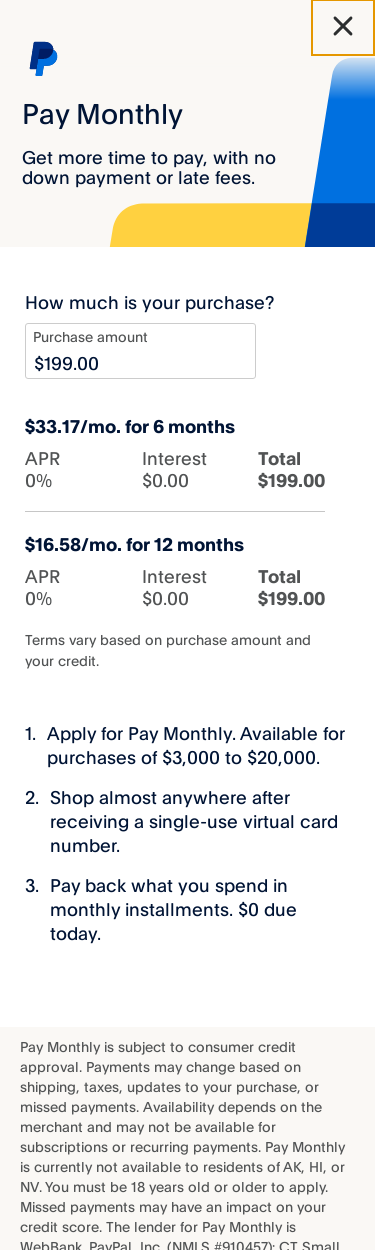 Pay Monthly
Get more time to pay, with no
down payment or late fees.
How much is your purchase?
Purchase amount
$199.00
$33.17/mo. for 6 months
APR Interest Total
0% $0.00 $199.00
$16.58/mo. for 12 months
APR Interest Total
0% $0.00 $199.00
Terms vary based on purchase amount and
your credit.
1. Apply for Pay Monthly. Available for
purchases of $3,000 to $20,000.
2. Shop almost anywhere after
receiving a single-use virtual card
number.
3. Pay back what you spend in
monthly installments. $0 due
today.
Pay Monthly is subject to consumer credit
approval. Payments may change based on
shipping, taxes, updates to your purchase, or
missed payments. Availability depends on the
merchant and may not be available for
subscriptions or recurring payments. Pay Monthly
is currently not available to residents of AK, HI, or
NV. You must be 18 years old or older to apply.
Missed payments may have an impact on your
credit score. The lender for Pay Monthly is
WebBank. PayPal, Inc. (NMLS #910457): CT Small